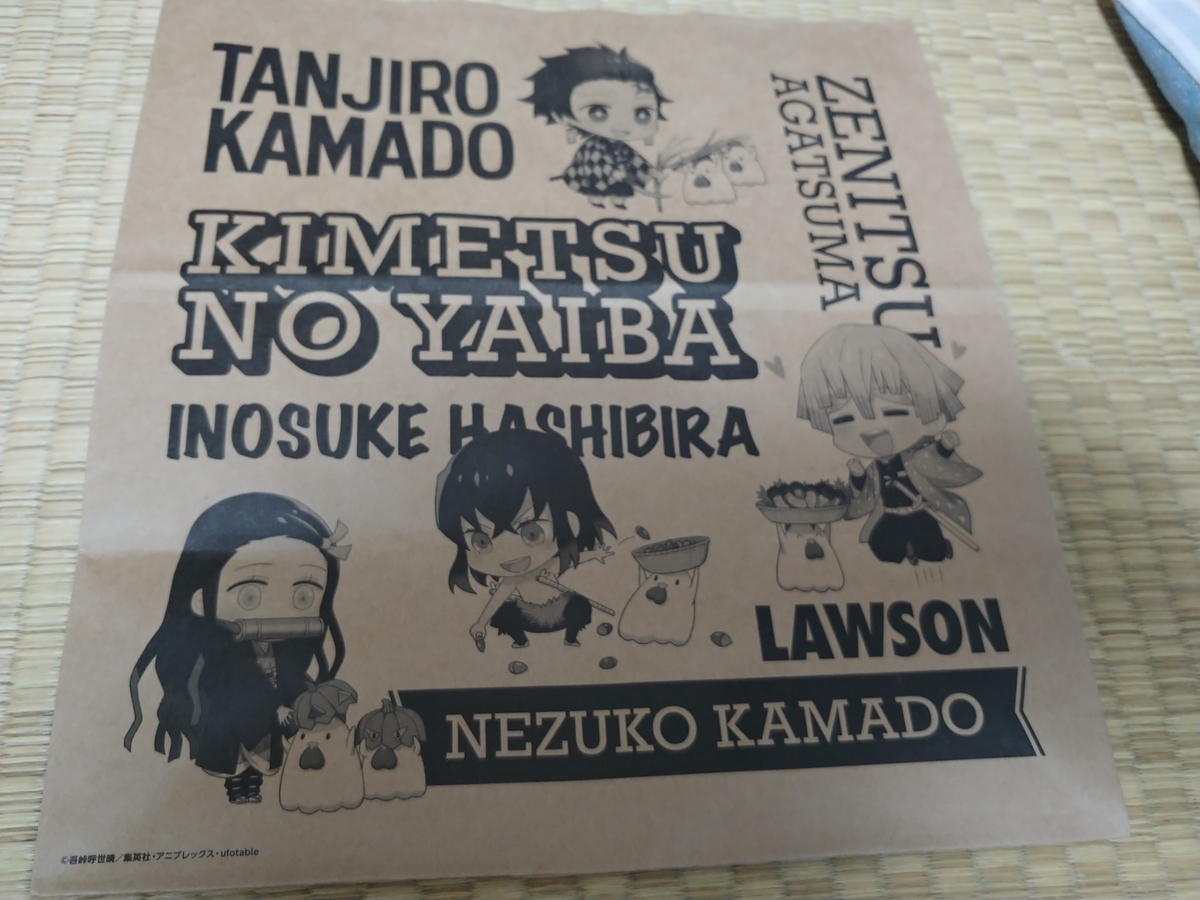 TANJIRO
KAMADO
ZENITSU
AGATSUMA
KIMETSU
NO YAIBA
INOSUKE HASHIBIRA
LAWSON
NEZUKO KAMADO
©吾峠呼世晴／集英社・アニプレックス・ufotable